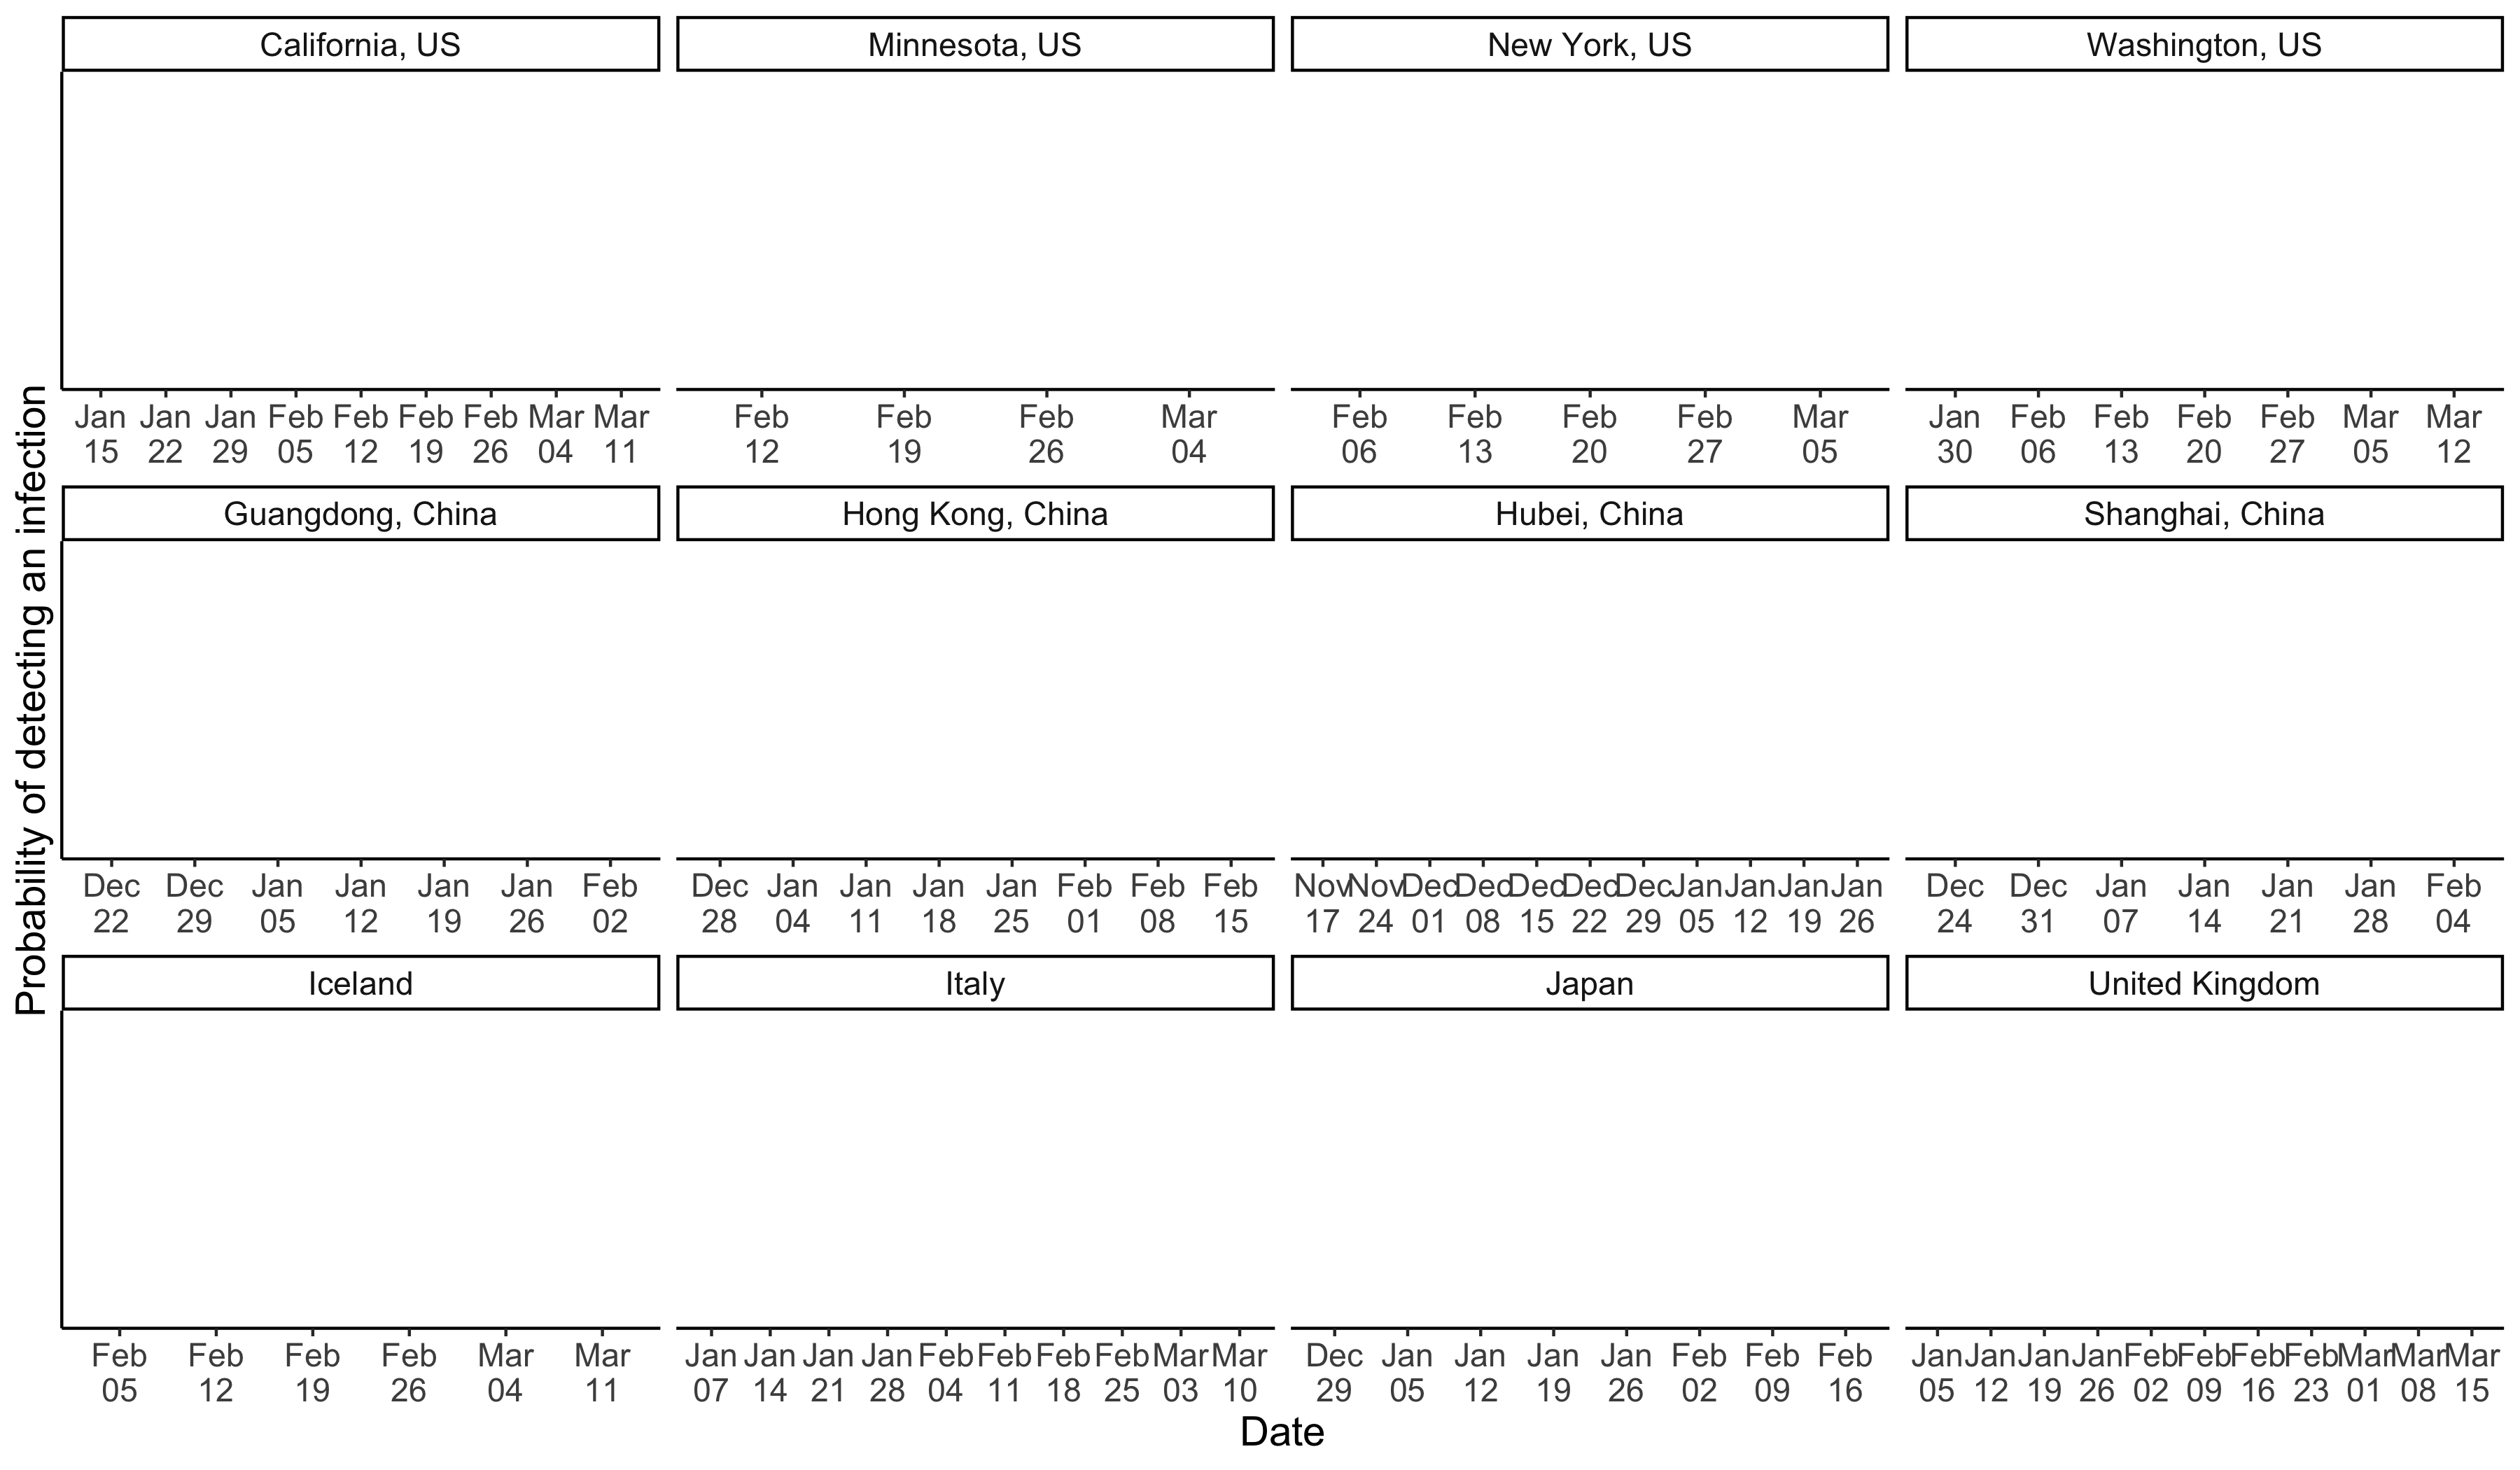 California, US
Minnesota, US
New York, US
Washington, US
Probability of detecting an infection
Jan Jan Jan Feb Feb Feb Feb Mar Mar
15 22 29 05 12 19 26 04 11
Feb Feb Feb Mar
12 19 26 04
Feb Feb Feb Feb Mar
06 13 20 27 05
Jan Feb Feb Feb Feb Mar Mar
30 06 13 20 27 05 12
Guangdong, China
Hong Kong, China
Hubei, China
Shanghai, China
Dec Dec Jan Jan Jan Jan Feb
22 29 05 12 19 26 02
Dec Jan Jan Jan Jan Feb Feb Feb
28 04 11 18 25 01 08 15
Nov Nov Dec Dec Dec Dec Dec Jan Jan Jan Jan
17 24 01 08 15 22 29 05 12 19 26
Dec Dec Jan Jan Jan Jan Feb
24 31 07 14 21 28 04
Iceland
Italy
Japan
United Kingdom
Feb Feb Feb Feb Mar Mar
05 12 19 26 04 11
Jan Jan Jan Jan Feb Feb Feb Feb Mar Mar
07 14 21 28 04 11 18 25 03 10
Dec Jan Jan Jan Jan Feb Feb Feb
29 05 12 19 26 02 09 16
Jan Jan Jan Jan Feb Feb Feb Feb Mar Mar Mar
05 12 19 26 02 09 16 23 01 08 15
Date